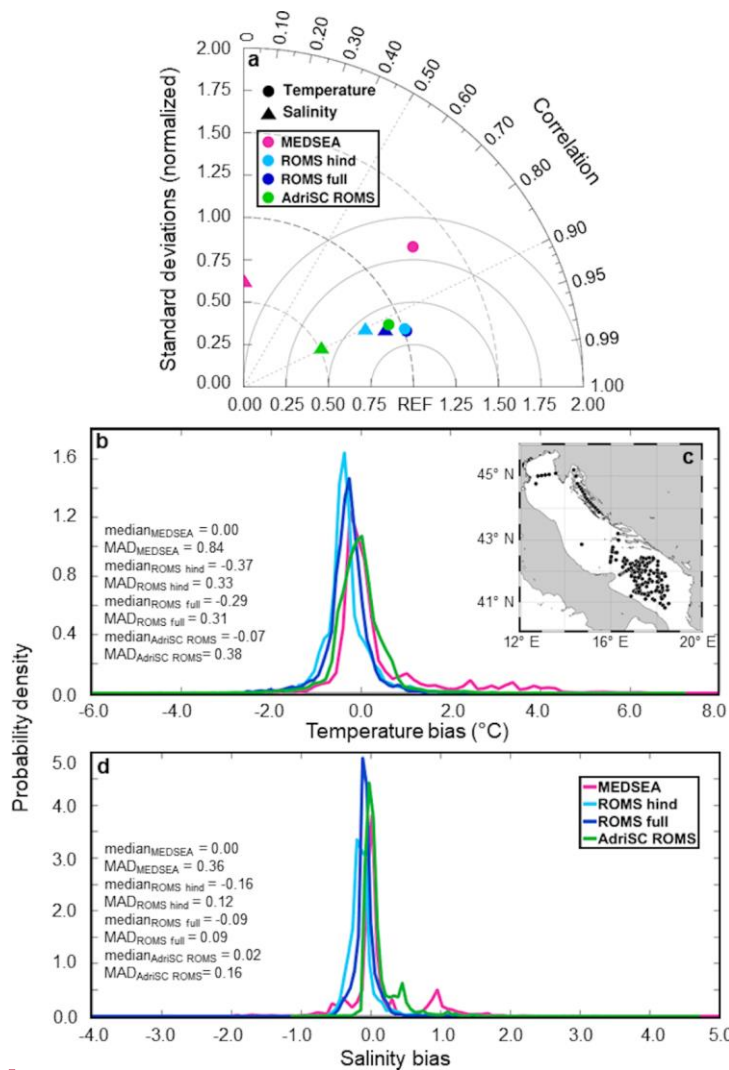 a
Temperature
Salinity
MEDSEA
ROMS hind
ROMS full
AdriSC ROMS
Standard deviations (normalized)
2.00
1.75
1.50
1.25
1.00
0.75
0.50
0.25
0.00
0 0.10 0.20 0.30 0.40 0.50 0.60 0.70 0.80 0.90 0.95 0.99 1.00
Correlation
0.00 0.25 0.50 0.75 REF 1.25 1.50 1.75 2.00
b
1.6
1.2
0.8
0.4
0.0
medianMEDSEA = 0.00
MADMEDSEA = 0.84
medianROMS hind = -0.37
MADROMS hind = 0.33
medianROMS full = -0.29
MADROMS full = 0.31
medianAdriSC ROMS = -0.07
MADAdriSC ROMS = 0.38
c
45° N
43° N
41° N
12° E 16° E 20° E
-6.0 -4.0 -2.0 0.0 2.0 4.0 6.0 8.0
Temperature bias (°C)
Probability density
d
5.0
4.0
3.0
2.0
1.0
0.0
MEDSEA
ROMS hind
ROMS full
AdriSC ROMS
medianMEDSEA = 0.00
MADMEDSEA = 0.36
medianROMS hind = -0.16
MADROMS hind = 0.12
medianROMS full = -0.09
MADROMS full = 0.09
medianAdriSC ROMS = 0.02
MADAdriSC ROMS = 0.16
-4.0 -3.0 -2.0 -1.0 0.0 1.0 2.0 3.0 4.0 5.0
Salinity bias